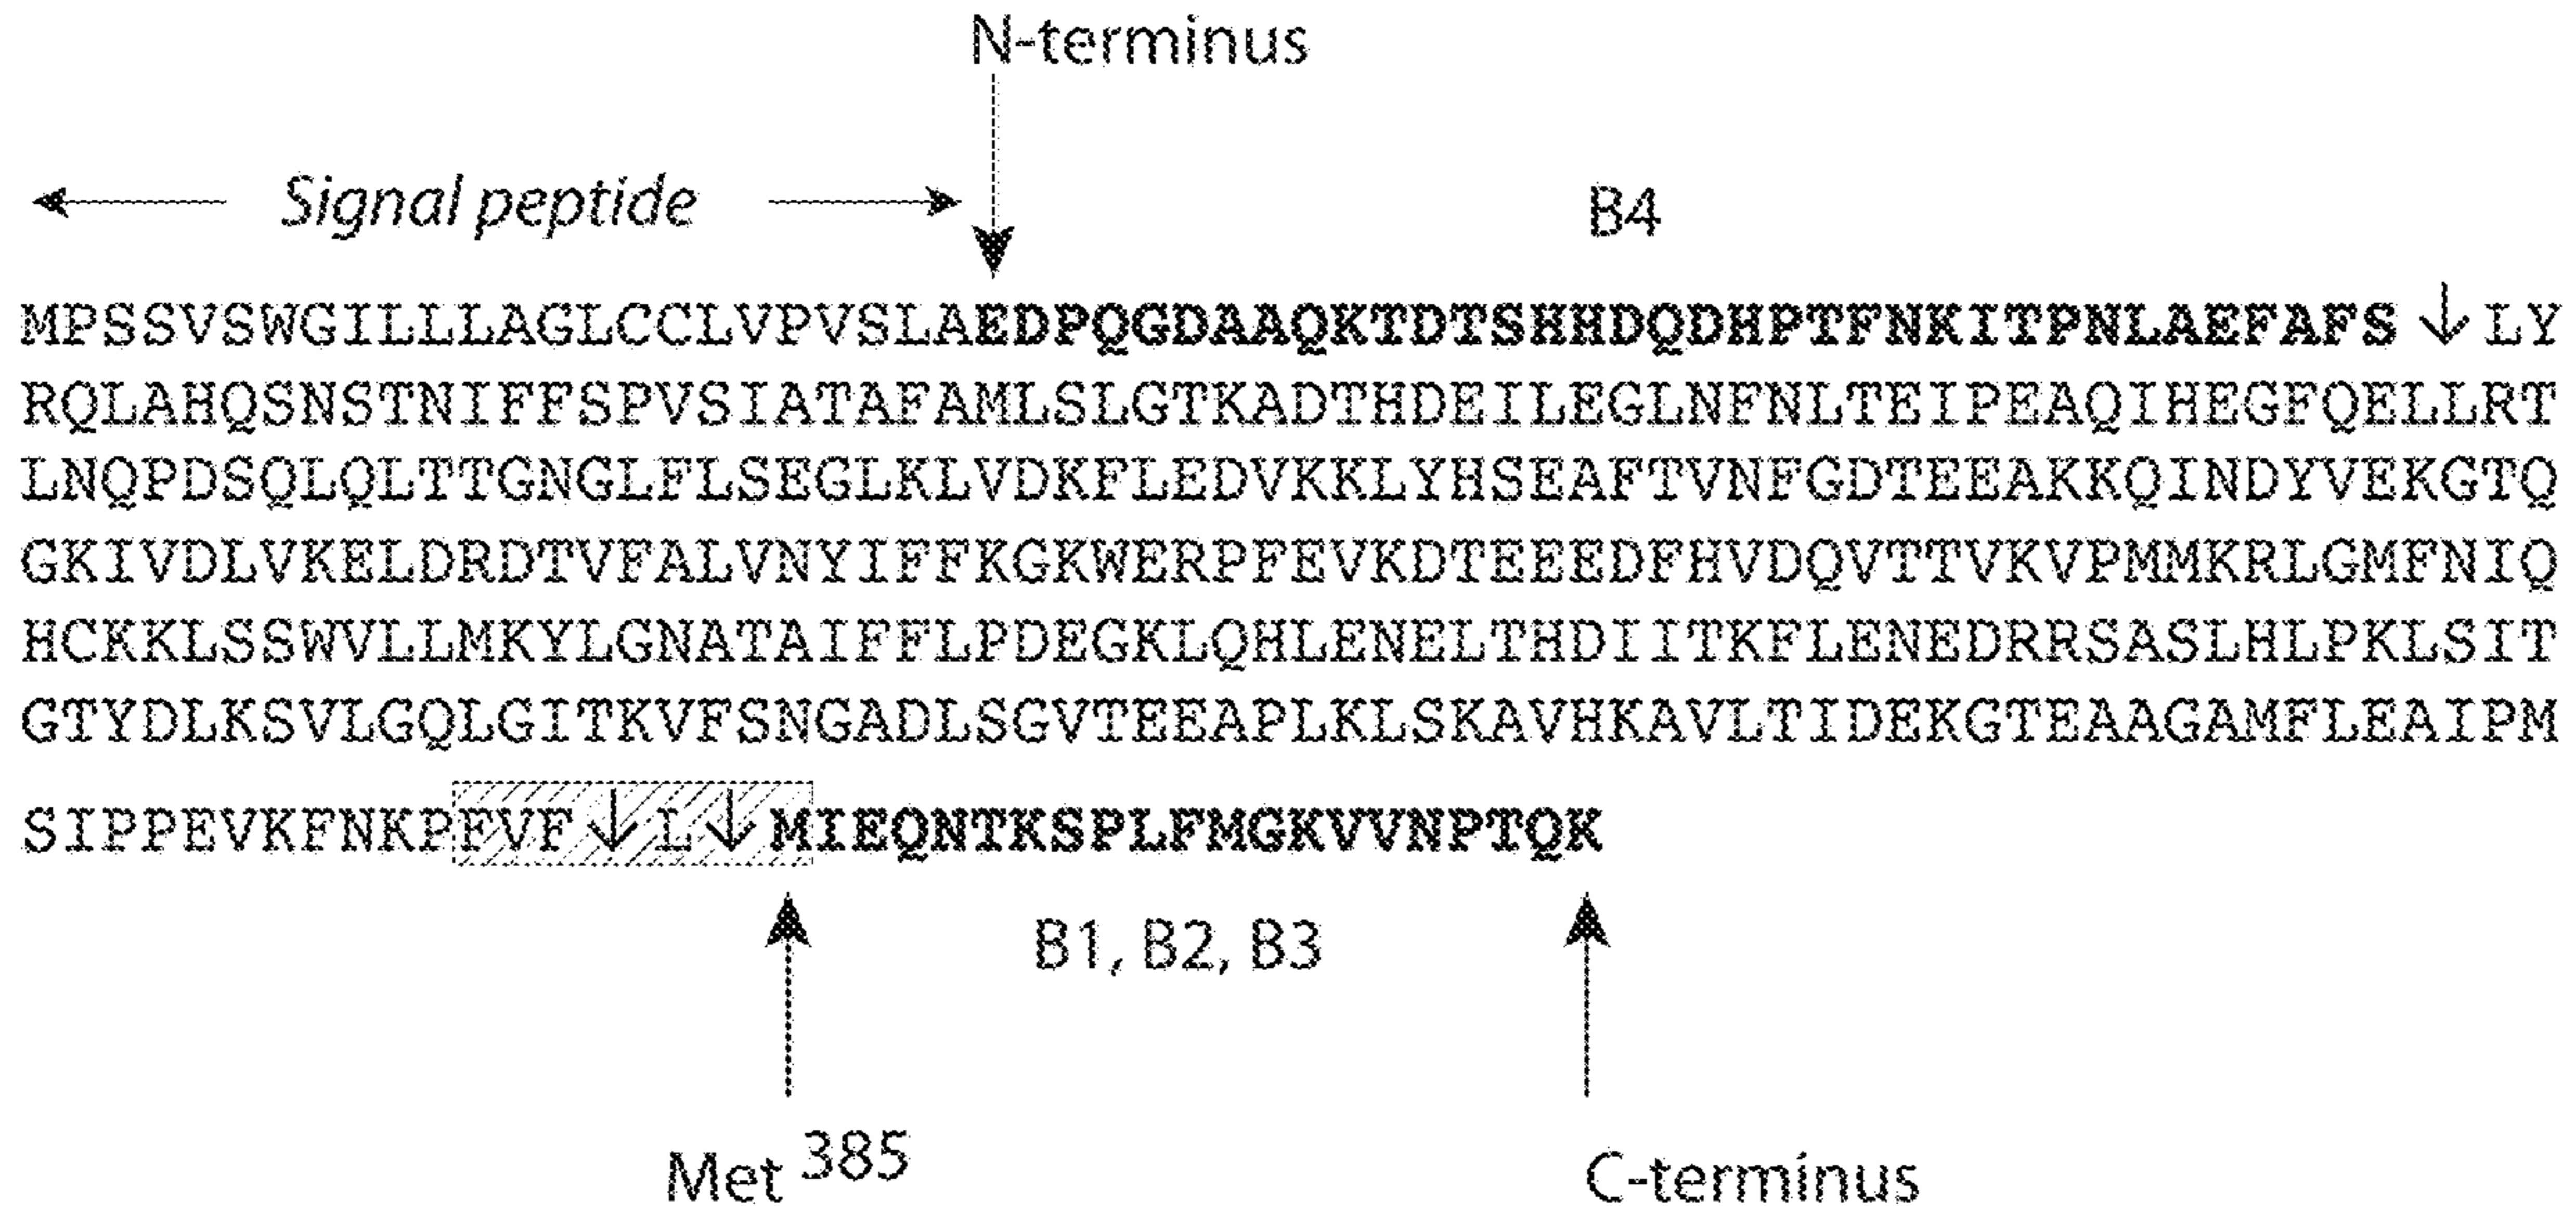 N-terminus
Signal peptide
B4
MPSSVSWGILLLAGLCCLVPVSLAEDPQGDAAQKTDTSHHDQDHPTFNKITPNLAEFAFS ↓ LY
RQLAHQSNSTNIFFSPVSIATAFAMLSLGTKADTHDEILEGLNFNLTEIPEAQIHEGFQELLRT
LNQPDSQLQLTTGNGLFLSEGLKLVDKFLEDVKKLYHSEAFTVNFGDTEEAKKQINDYVEKGTQ
GKIVDLVKELDRDTVFALVNYIFFKGKWERPFEVKDTEEEDFHVDQVTTVKVPMMKRLGMFNIQ
HCKKLSSWVLLMKYLGNATAIFFLPDEGKLQHLENELTHDIITKFLENEDRRSASLHLPKLSIT
GTYDLKSVLGQLGITKVFSNGADLSGVTEEAPLKLSKAVHKAVLTIDEKGTEAAGAMFLEAIPM
SIPPEVKFNKPFVF ↓ L ↓ MIEQNTKSPLFMGKVVNPTQK
B1, B2, B3
Met 385
C-terminus